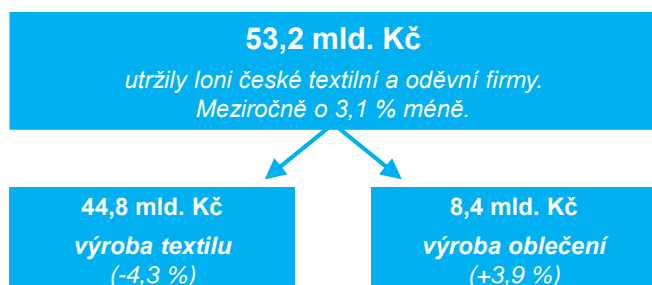 53,2 mld. Kč
utržily loni české textilní a oděvní firmy.
Meziročně o 3,1 % méně.
44,8 mld. Kč
výroba textilu
(-4,3 %)
8,4 mld. Kč
výroba oblečení
(+3,9 %)